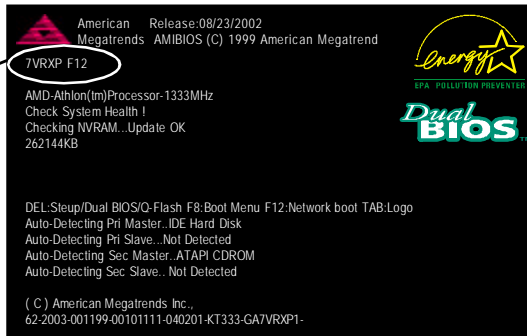 American Release:08/23/2002
Megatrends AMIBIOS (C) 1999 American Megatrend
7VRXP F12
energy
EPA POLLUTION PREVENTER
AMD-Athlon(tm)Processor-1333MHz
Check System Health !
Checking NVRAM...Update OK
262144KB
Dual
BIOS TM
DEL:Steup/Dual BIOS/Q-Flash F8:Boot Menu F12:Network boot TAB:Logo
Auto-Detecting Pri Master..IDE Hard Disk
Auto-Detecting Pri Slave...Not Detected
Auto-Detecting Sec Master..ATAPI CDROM
Auto-Detecting Sec Slave.. Not Detected
( C ) American Megatrends Inc.,
62-2003-001199-00101111-040201-KT333-GA7VRXP1-